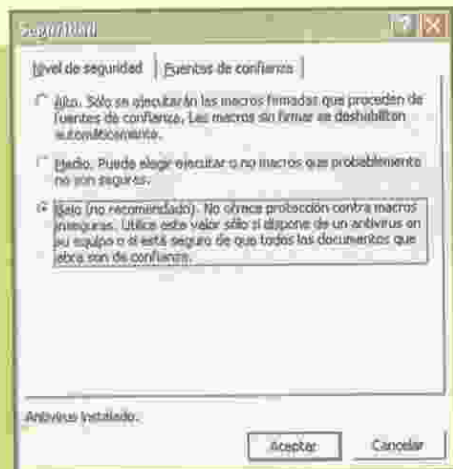 Seguridad
Nivel de seguridad Fuentes de confianza
Alto. Sólo se ejecutarán las macros firmadas que proceden de
fuentes de confianza. Las macros sin firmar se deshabilitan
automáticamente.
Medio. Puede elegir ejecutar o no macros que probablemente
no son seguras.
Bajo (no recomendado). No ofrece protección contra macros
inseguras. Utilice este valor sólo si dispone de un antivirus en
su equipo o si está seguro de que todos los documentos que
abra son de confianza.
Antivirus instalado.
Aceptar Cancelar